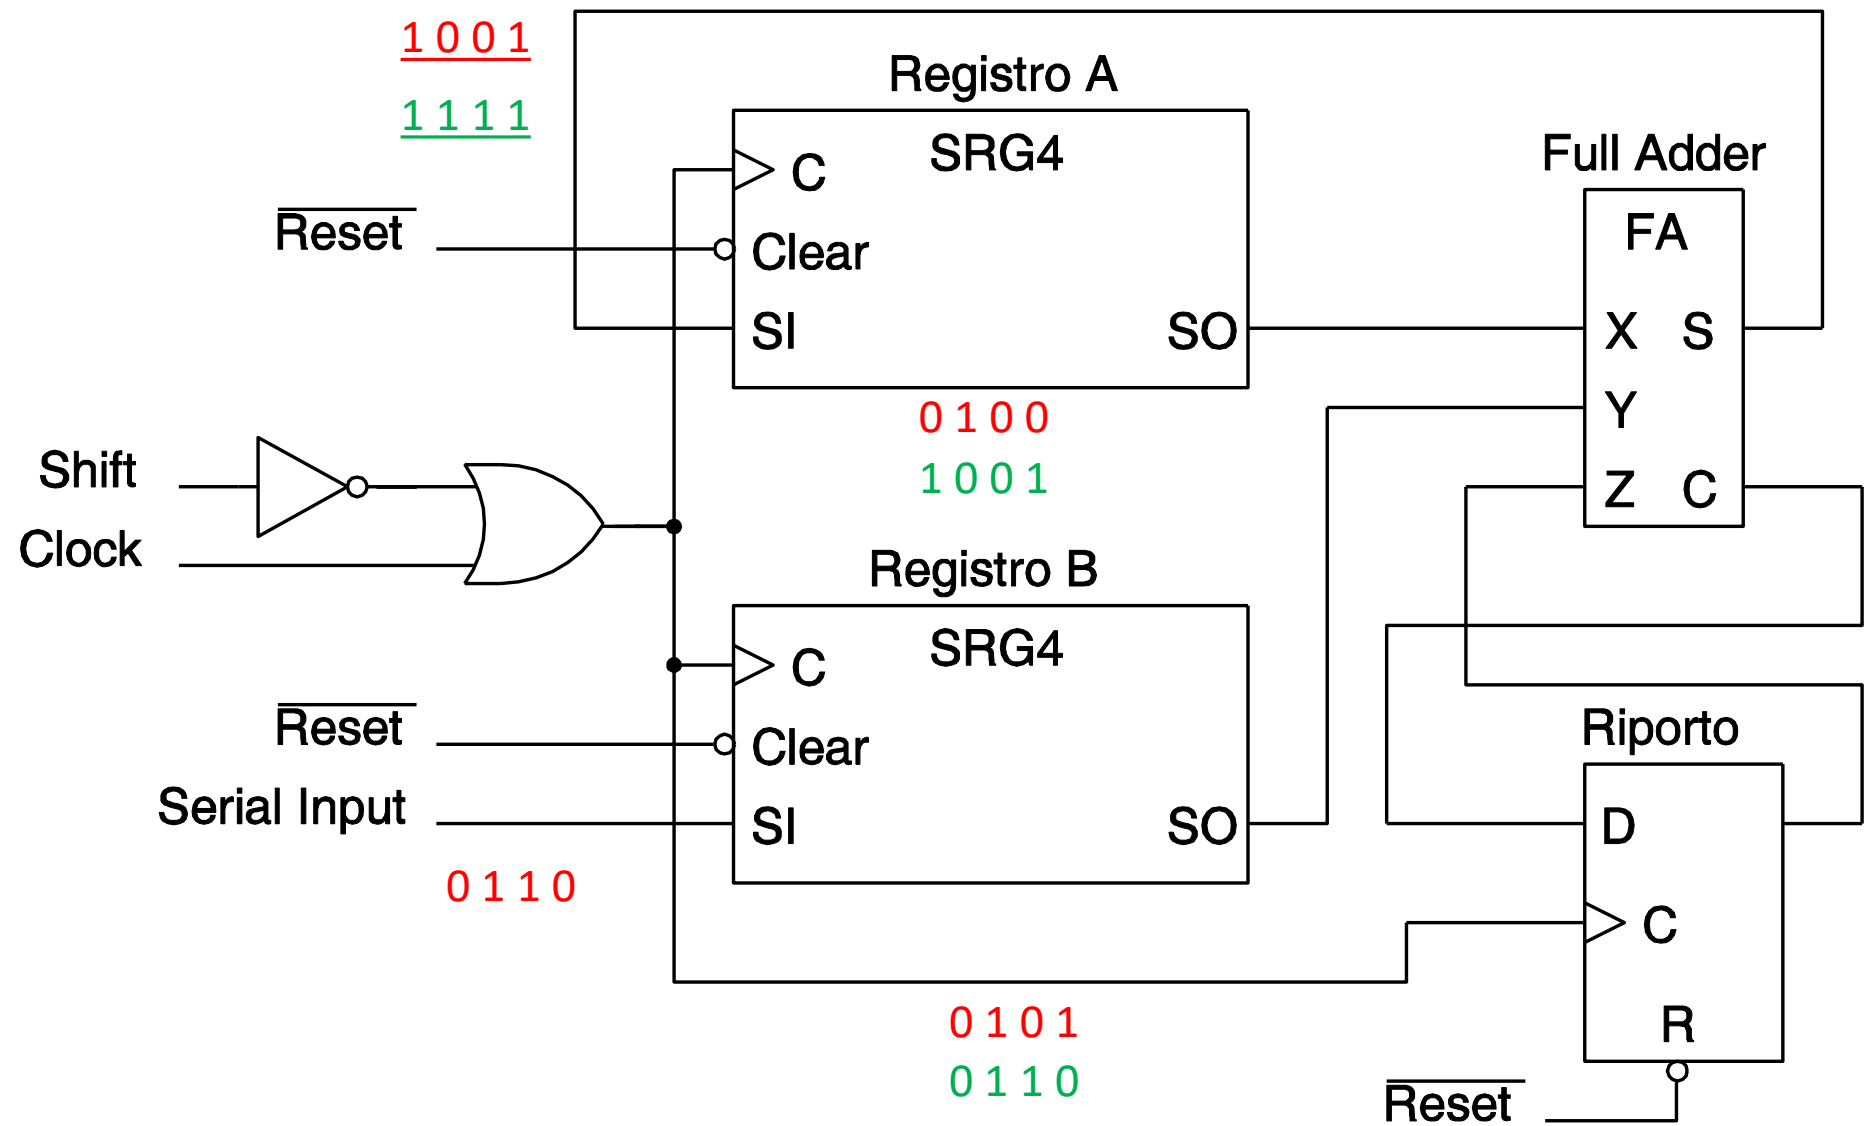 1 0 0 1
1 1 1 1
Registro A
SRG4
C
Reset
Clear
SI
SO
0 1 0 0
1 0 0 1
Full Adder
FA
X S
Y
Z C
Shift
Clock
Registro B
SRG4
C
Reset
Clear
Serial Input
SI
SO
0 1 1 0
0 1 0 1
0 1 1 0
Riporto
D
C
R
Reset